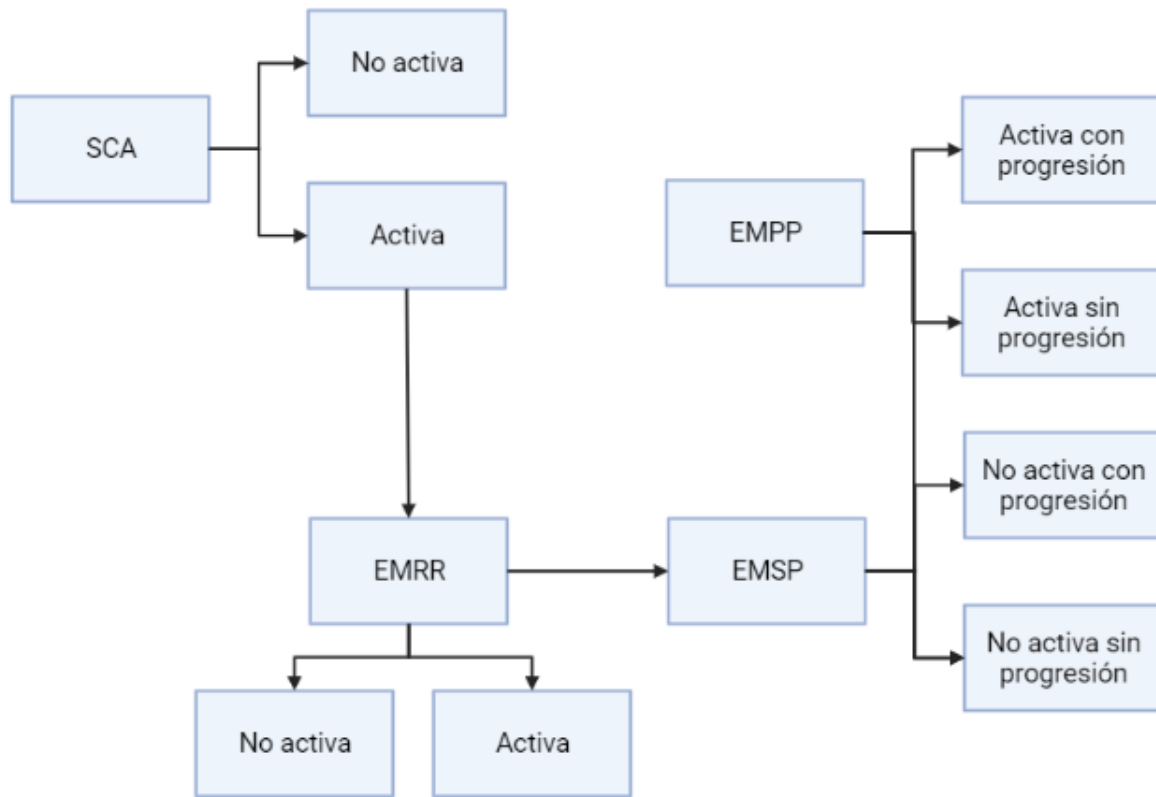 No activa
SCA
Activa
EMPP
Activa con
progresión
Activa sin
progresión
No activa con
progresión
EMRR
EMSP
No activa sin
progresión
No activa
Activa